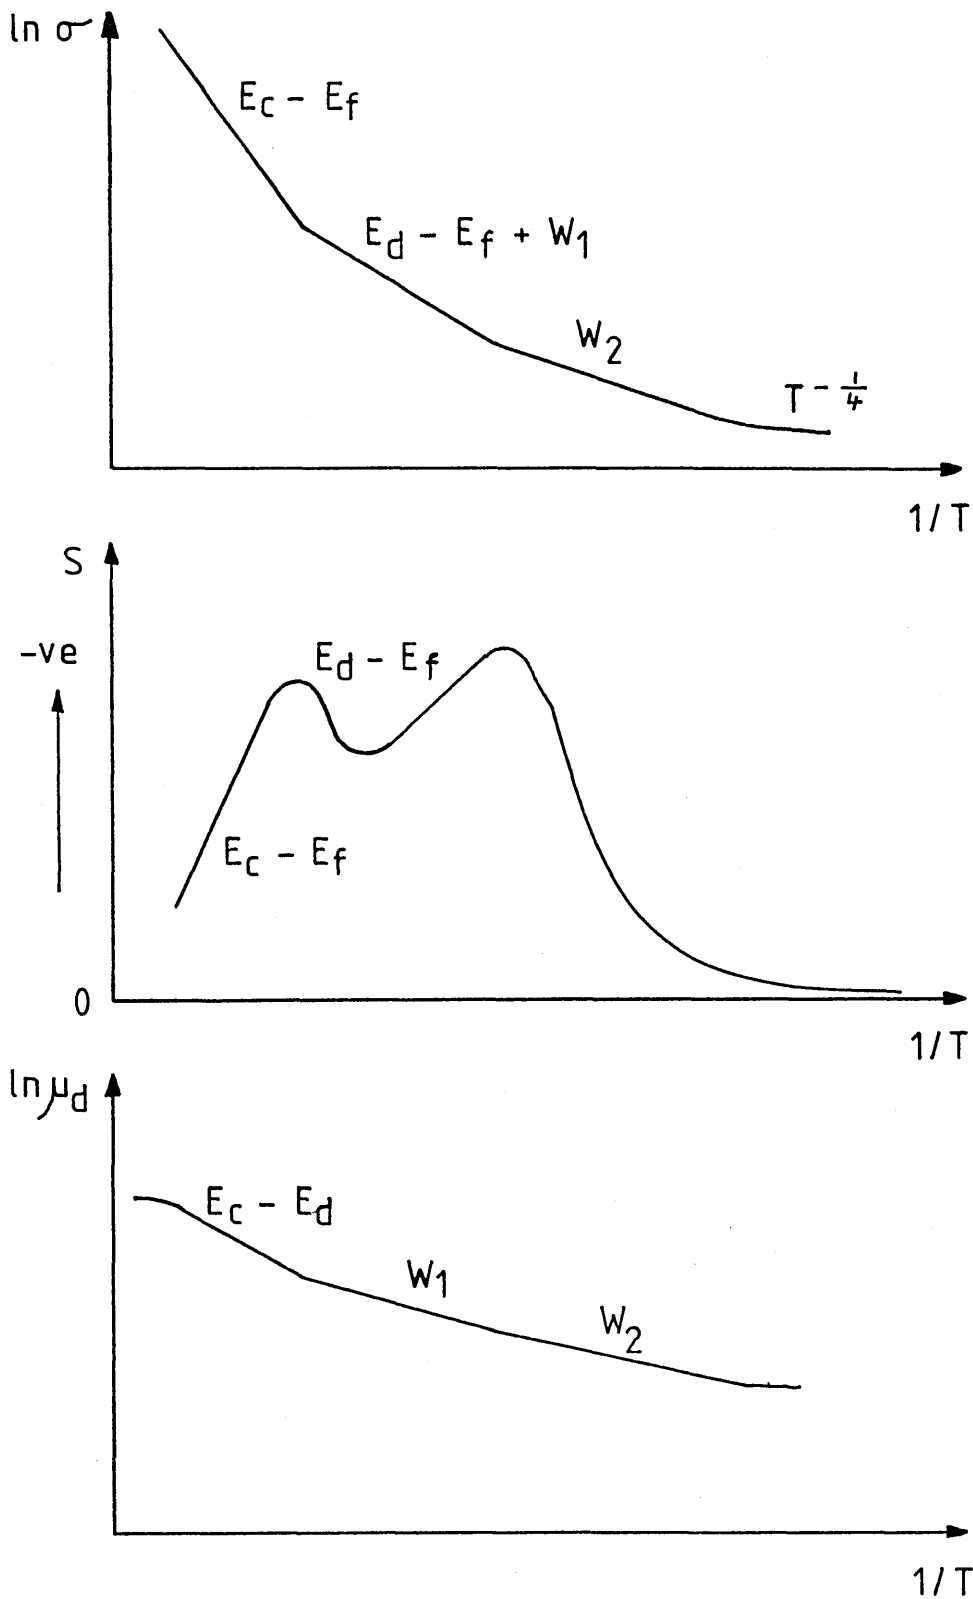 ln σ
E_c − E_f
E_d − E_f + W_1
W_2
T^{−1/4}
1/T
S
−ve
E_d − E_f
E_c − E_f
0
1/T
ln μ_d
E_c − E_d
W_1
W_2
1/T